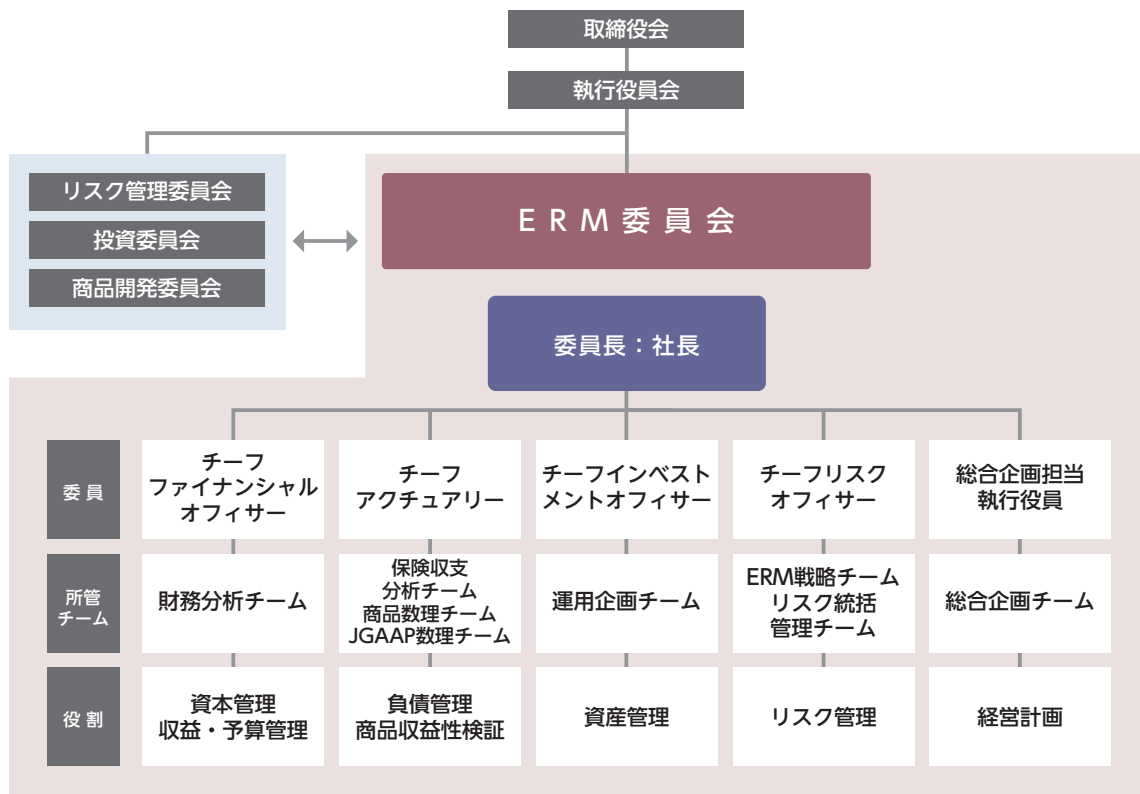 取締役会
執行役員会
リスク管理委員会
投資委員会
商品開発委員会
ERM委員会
委員長：社長
委員
チーフ
ファイナンシャル
オフィサー
チーフ
アクチュアリー
チーフインベスト
メントオフィサー
チーフリスク
オフィサー
総合企画担当
執行役員
所管
チーム
財務分析チーム
保険収支
分析チーム
商品数理チーム
JGAAP数理チーム
運用企画チーム
ERM戦略チーム
リスク統括
管理チーム
総合企画チーム
役割
資本管理
収益・予算管理
負債管理
商品収益性検証
資産管理
リスク管理
経営計画